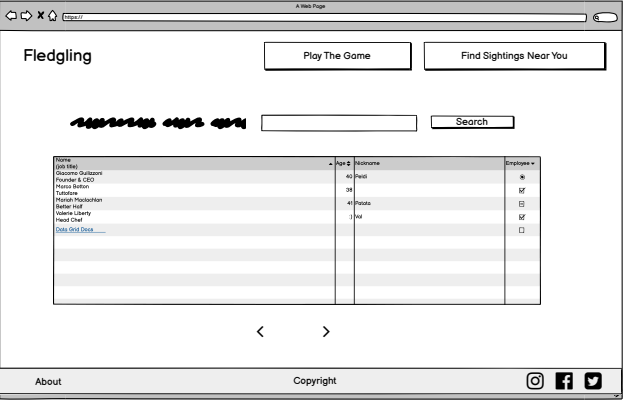 A Web Page
https://
Fledgling
Play The Game
Find Sightings Near You
Search
Name
(job title)
Age
Nickname
Employee
Giacomo Guilizzoni
Founder & CEO
40
Peldi
Marco Botton
Tuttofare
38
Mariah Maclachlan
Better Half
41
Patata
Valerie Liberty
Head Chef
:)
Val
Data Grid Docs
About
Copyright